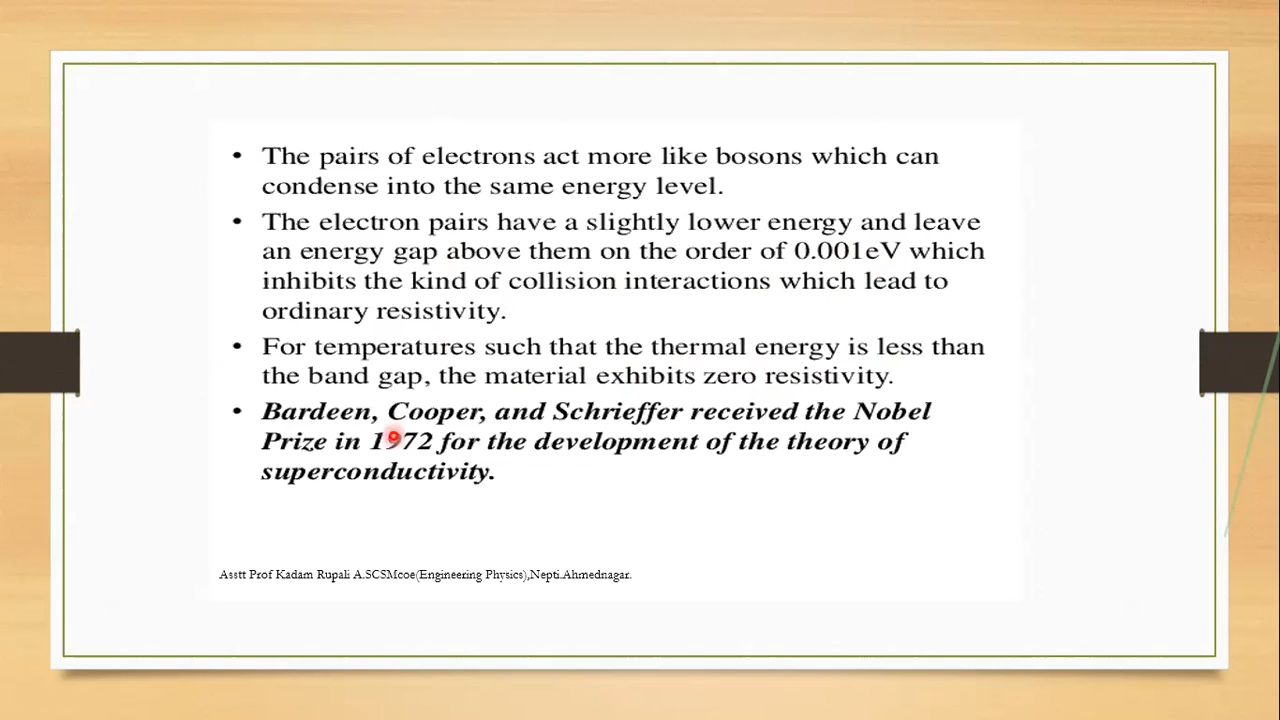 • The pairs of electrons act more like bosons which can
condense into the same energy level.
• The electron pairs have a slightly lower energy and leave
an energy gap above them on the order of 0.001eV which
inhibits the kind of collision interactions which lead to
ordinary resistivity.
• For temperatures such that the thermal energy is less than
the band gap, the material exhibits zero resistivity.
• Bardeen, Cooper, and Schrieffer received the Nobel
Prize in 1972 for the development of the theory of
superconductivity.
Asstt Prof Kadam Rupali A.SCSMcoe(Engineering Physics),Nepti.Ahmednagar.